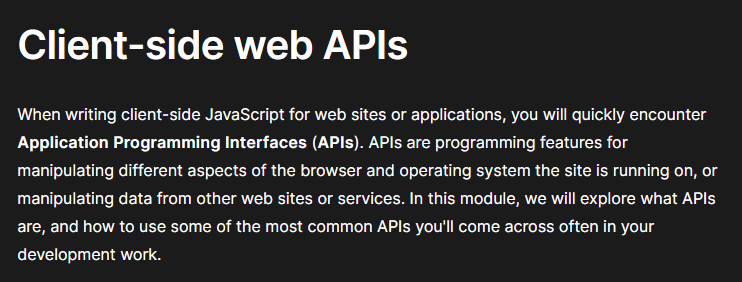 Client-side web APIs
When writing client-side JavaScript for web sites or applications, you will quickly encounter
Application Programming Interfaces (APIs). APIs are programming features for
manipulating different aspects of the browser and operating system the site is running on, or
manipulating data from other web sites or services. In this module, we will explore what APIs
are, and how to use some of the most common APIs you'll come across often in your
development work.